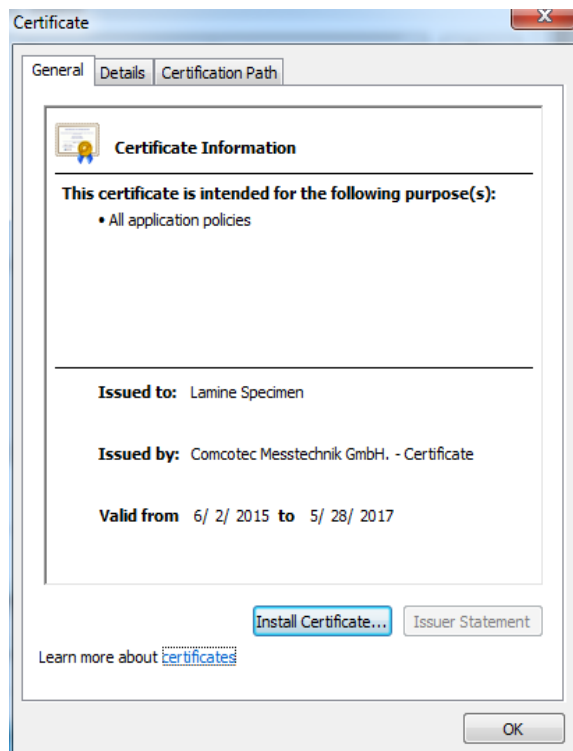 Certificate
General Details Certification Path
Certificate Information
This certificate is intended for the following purpose(s):
• All application policies
Issued to: Lamine Specimen
Issued by: Comcotec Messtechnik GmbH. - Certificate
Valid from 6/ 2/ 2015 to 5/ 28/ 2017
Install Certificate... Issuer Statement
Learn more about certificates
OK